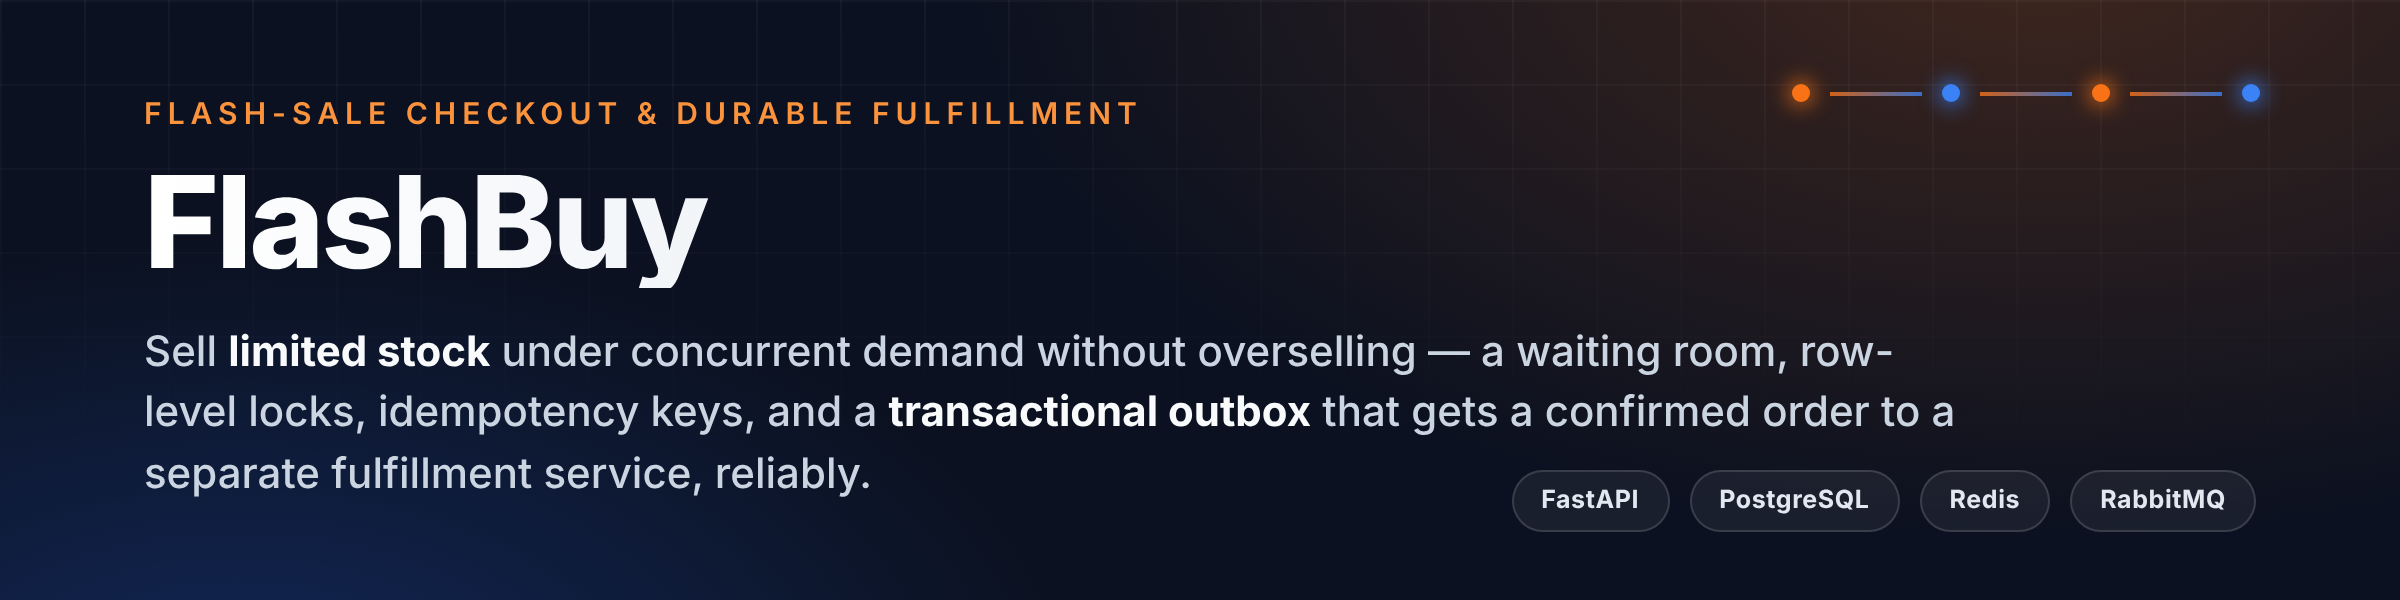 FLASH-SALE CHECKOUT & DURABLE FULFILLMENT
FlashBuy
Sell limited stock under concurrent demand without overselling — a waiting room, row-
level locks, idempotency keys, and a transactional outbox that gets a confirmed order to a
separate fulfillment service, reliably.
FastAPI PostgreSQL Redis RabbitMQ